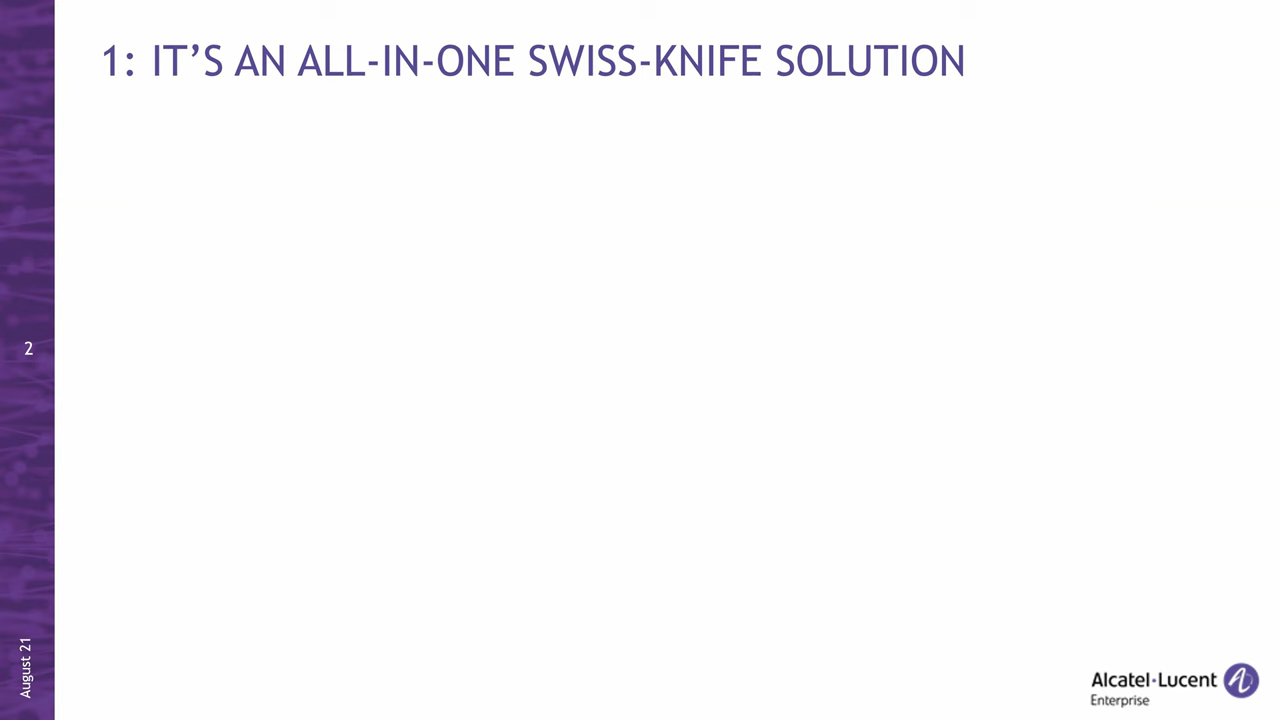 1: IT’S AN ALL-IN-ONE SWISS-KNIFE SOLUTION
2
August 21
Alcatel·Lucent
Enterprise